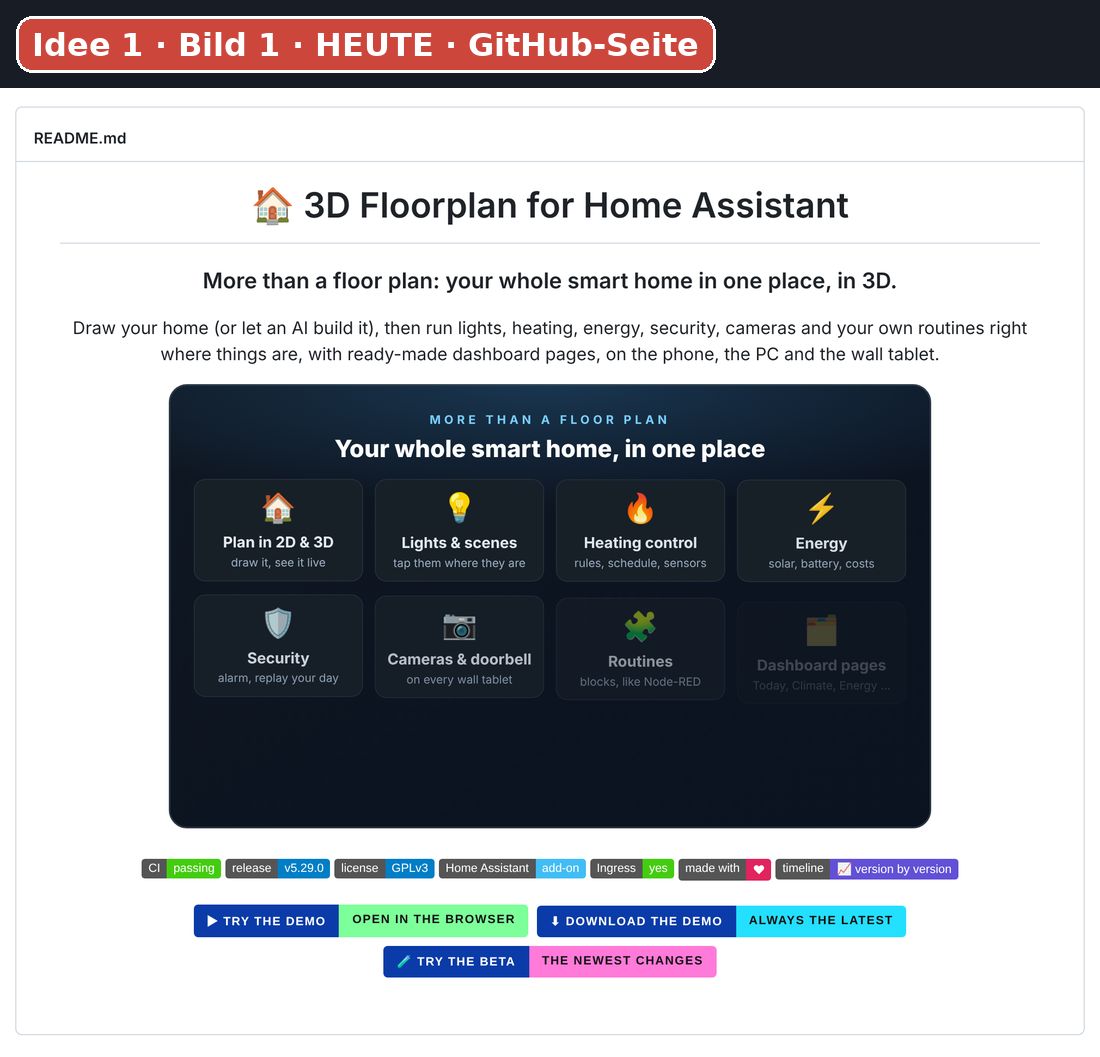 Idee 1 · Bild 1 · HEUTE · GitHub-Seite
README.md
3D Floorplan for Home Assistant
More than a floor plan: your whole smart home in one place, in 3D.
Draw your home (or let an AI build it), then run lights, heating, energy, security, cameras and your own routines right
where things are, with ready-made dashboard pages, on the phone, the PC and the wall tablet.
MORE THAN A FLOOR PLAN
Your whole smart home, in one place
Plan in 2D & 3D
draw it, see it live
Lights & scenes
tap them where they are
Heating control
rules, schedule, sensors
Energy
solar, battery, costs
Security
alarm, replay your day
Cameras & doorbell
on every wall tablet
Routines
blocks, like Node-RED
Dashboard pages
Today, Climate, Energy ...
CI passing release v5.29.0 license GPLv3 Home Assistant add-on Ingress yes made with ♥ timeline 📈 version by version
▶ TRY THE DEMO OPEN IN THE BROWSER ⬇ DOWNLOAD THE DEMO ALWAYS THE LATEST
TRY THE BETA THE NEWEST CHANGES